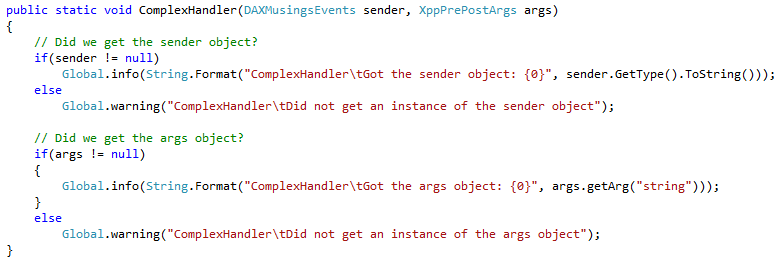 public static void ComplexHandler(DAXMusingsEvents sender, XppPrePostArgs args)
{
    // Did we get the sender object?
    if(sender != null)
        Global.info(String.Format("ComplexHandler\tGot the sender object: {0}", sender.GetType().ToString()));
    else
        Global.warning("ComplexHandler\tDid not get an instance of the sender object");

    // Did we get the args object?
    if(args != null)
    {
        Global.info(String.Format("ComplexHandler\tGot the args object: {0}", args.getArg("string")));
    }
    else
        Global.warning("ComplexHandler\tDid not get an instance of the args object");
}